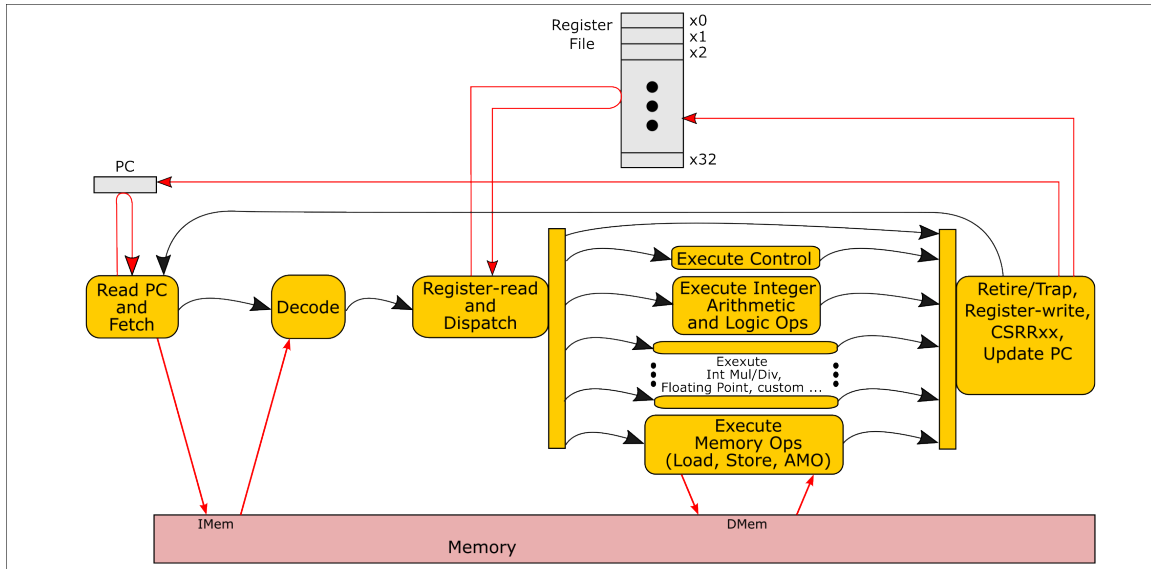 Register
File
x0
x1
x2
x32
PC
Read PC
and
Fetch
Decode
Register-read
and
Dispatch
Execute Control
Execute Integer
Arithmetic
and Logic Ops
Exexute
Int Mul/Div,
Floating Point, custom ...
Execute
Memory Ops
(Load, Store, AMO)
Retire/Trap,
Register-write,
CSRRxx,
Update PC
IMem
DMem
Memory